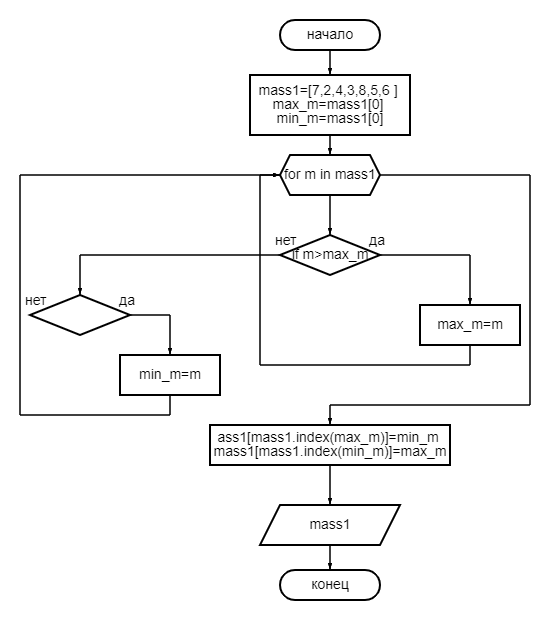 начало
mass1=[7,2,4,3,8,5,6 ]
max_m=mass1[0]
min_m=mass1[0]
for m in mass1
нет
да
if m>max_m
нет
да
max_m=m
min_m=m
ass1[mass1.index(max_m)]=min_m
mass1[mass1.index(min_m)]=max_m
mass1
конец